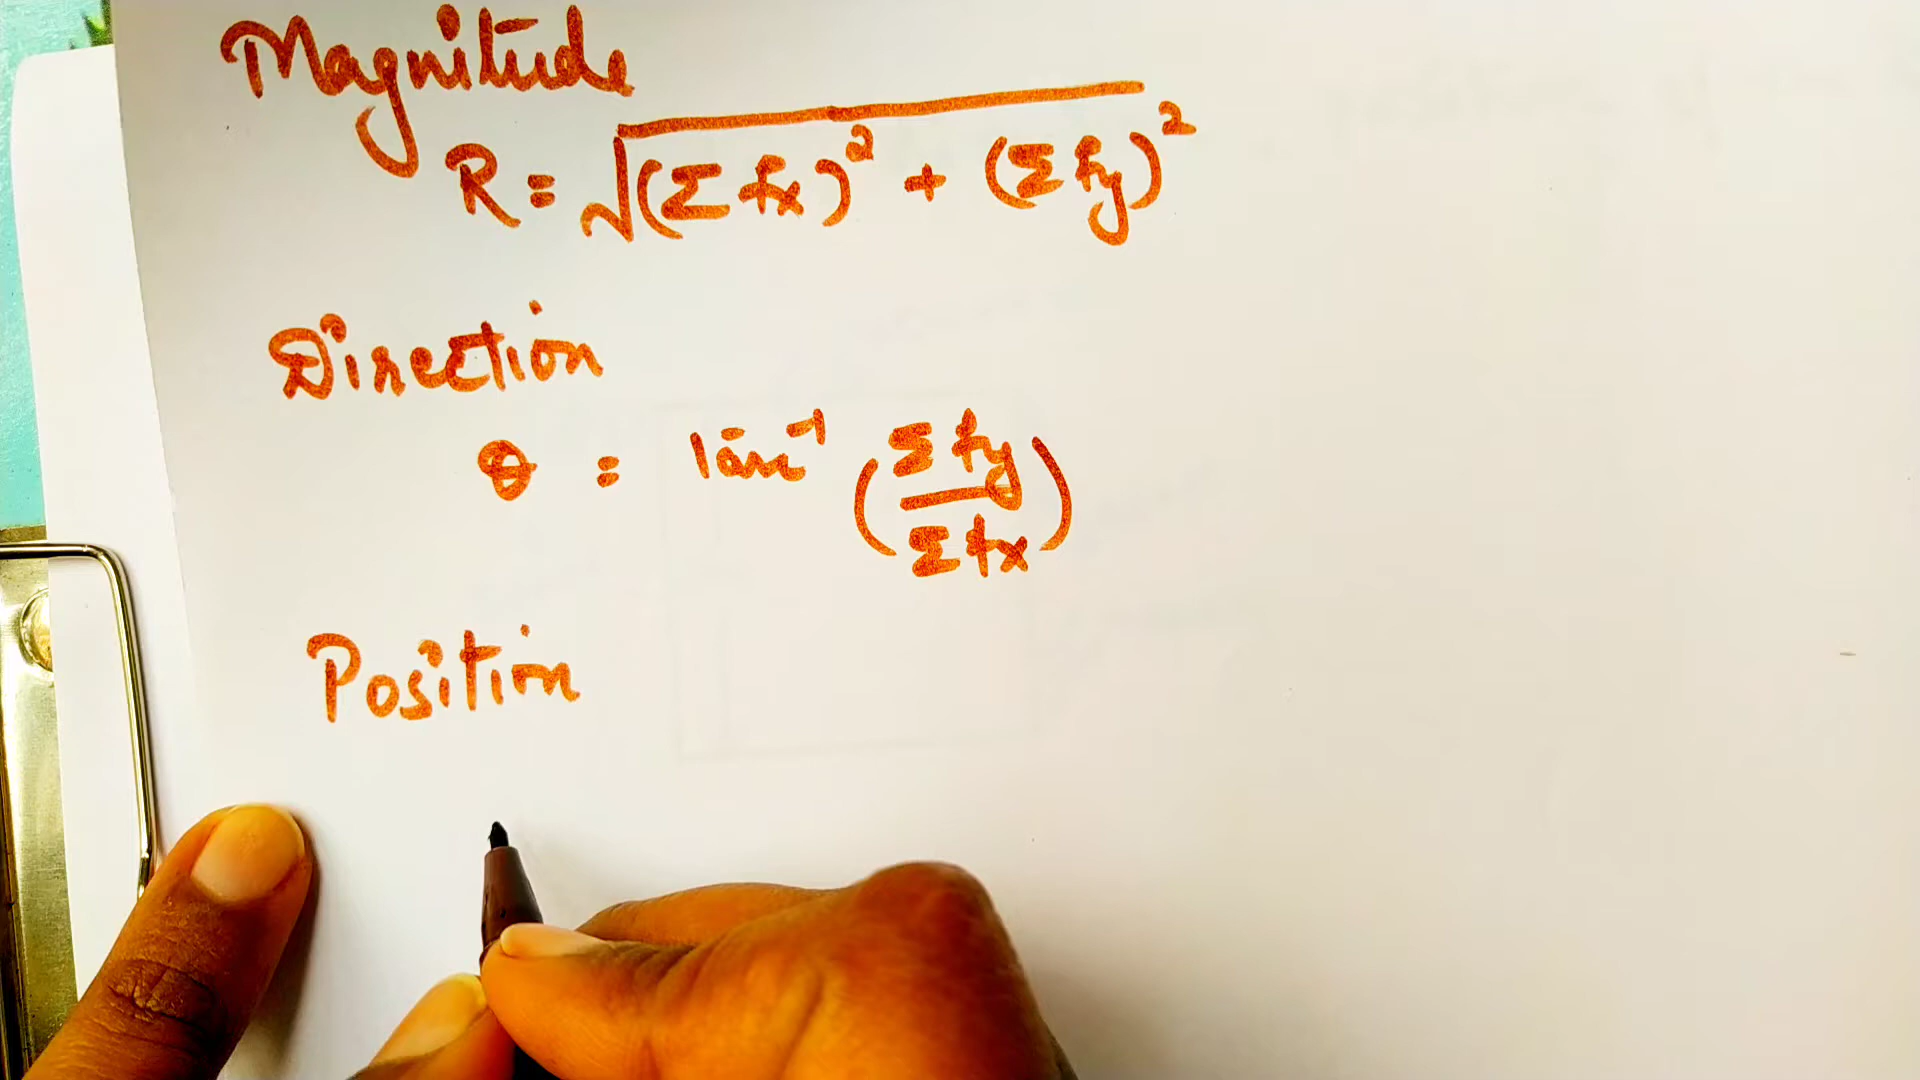 Magnitude
R = √(Σfx)² + (Σfy)²
Direction
θ = tan⁻¹ (Σfy/Σfx)
Position